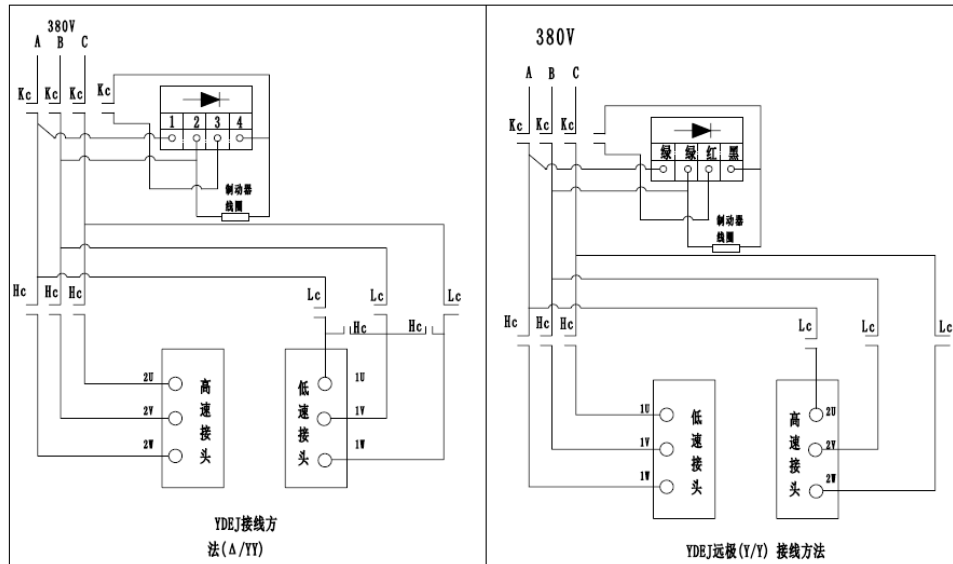 380V
A B C
Kc Kc Kc Kc
1 2 3 4
制动器
线圈
Hc Hc Hc
Lc Lc Lc
Hc Hc
2U
2V
2W
高速接头
低速接头
1U
1V
1W
YDEJ接线方
法(Δ/YY)
380V
A B C
Kc Kc Kc
绿 绿 红 黑
制动器
线圈
Hc Hc Hc
Lc Lc Lc
1U
1V
1W
低速接头
高速接头
2U
2V
2W
YDEJ远极(Y/Y) 接线方法